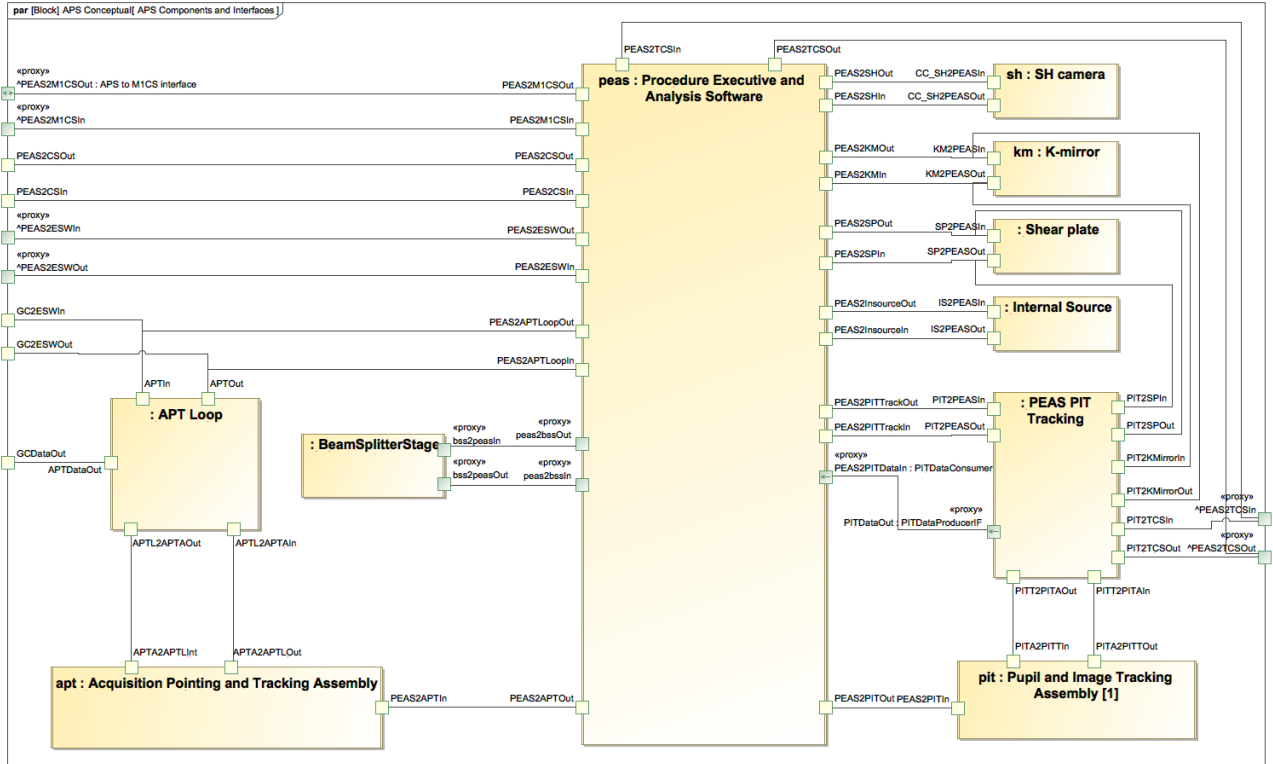 par [Block] APS Conceptual[ APS Components and Interfaces ]
PEAS2TCSIn
PEAS2TCSOut
«proxy»
^PEAS2M1CSOut : APS to M1CS interface
PEAS2M1CSOut
«proxy»
^PEAS2M1CSIn
PEAS2M1CSIn
PEAS2CSOut
PEAS2CSOut
PEAS2CSIn
PEAS2CSIn
«proxy»
^PEAS2ESWIn
PEAS2ESWOut
«proxy»
^PEAS2ESWOut
PEAS2ESWIn
GC2ESWIn
PEAS2APTLoopOut
GC2ESWOut
PEAS2APTLoopIn
APTIn
APTOut
: APT Loop
GCDataOut
APTDataOut
APTL2APTAOut
APTL2APTAIn
: BeamSplitterStage
«proxy»
bss2peasIn
«proxy»
peas2bssOut
«proxy»
bss2peasOut
«proxy»
peas2bssIn
APTA2APTLInt
APTA2APTLOut
apt : Acquisition Pointing and Tracking Assembly
PEAS2APTIn
PEAS2APTOut
peas : Procedure Executive and
Analysis Software
PEAS2SHOut
CC_SH2PEASIn
PEAS2SHIn
CC_SH2PEASOut
sh : SH camera
PEAS2KMOut
KM2PEASIn
PEAS2KMIn
KM2PEASOut
km : K-mirror
PEAS2SPOut
SP2PEASIn
PEAS2SPIn
SP2PEASOut
: Shear plate
PEAS2InsourceOut
IS2PEASIn
PEAS2InsourceIn
IS2PEASOut
: Internal Source
PEAS2PITTrackOut
PIT2PEASIn
PEAS2PITTrackIn
PIT2PEASOut
«proxy»
PEAS2PITDataIn : PITDataConsumer
«proxy»
PITDataOut : PITDataProducerIF
: PEAS PIT
Tracking
PIT2SPIn
PIT2SPOut
PIT2KMirrorIn
PIT2KMirrorOut
«proxy»
^PEAS2TCSIn
PIT2TCSIn
«proxy»
PIT2TCSOut
^PEAS2TCSOut
PITT2PITAOut
PITT2PITAIn
PITA2PITTIn
PITA2PITTOut
pit : Pupil and Image Tracking
Assembly [1]
PEAS2PITOut
PEAS2PITIn